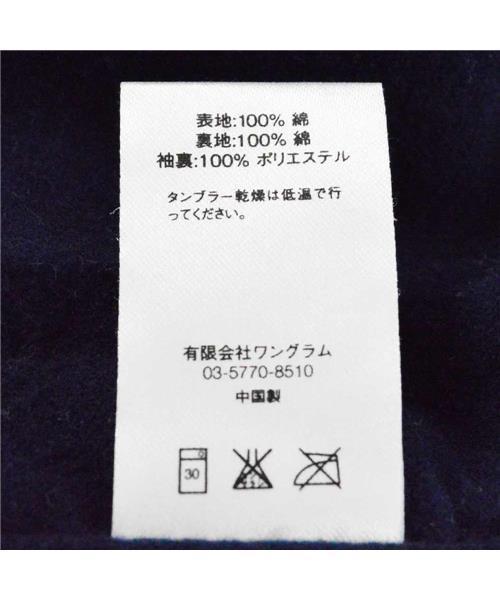 表地:100% 綿
裏地:100% 綿
袖裏:100% ポリエステル
タンブラー乾燥は低温で行
ってください。
有限会社ワングラム
03-5770-8510
中国製
30